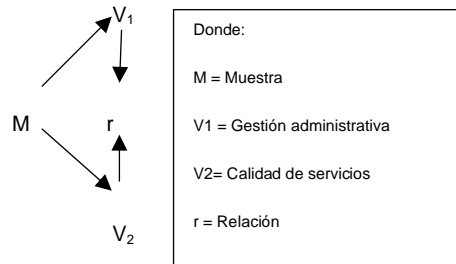 V₁
M
r
V₂
Donde:
M = Muestra
V1 = Gestión administrativa
V2= Calidad de servicios
r = Relación